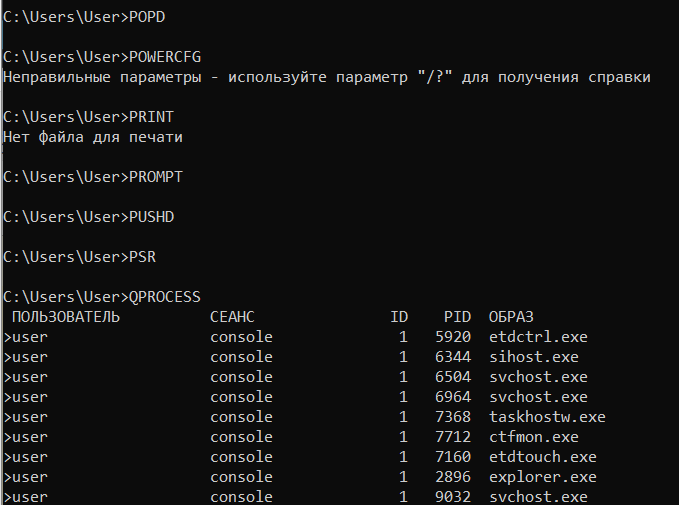 C:\Users\User>POPD
C:\Users\User>POWERCFG
Неправильные параметры - используйте параметр "/?" для получения справки
C:\Users\User>PRINT
Нет файла для печати
C:\Users\User>PROMPT
C:\Users\User>PUSHD
C:\Users\User>PSR
C:\Users\User>QPROCESS
ПОЛЬЗОВАТЕЛЬ СЕАНС ID PID ОБРАЗ
>user console 1 5920 etdctrl.exe
>user console 1 6344 sihost.exe
>user console 1 6504 svchost.exe
>user console 1 6964 svchost.exe
>user console 1 7368 taskhostw.exe
>user console 1 7712 ctfmon.exe
>user console 1 7160 etdtouch.exe
>user console 1 2896 explorer.exe
>user console 1 9032 svchost.exe